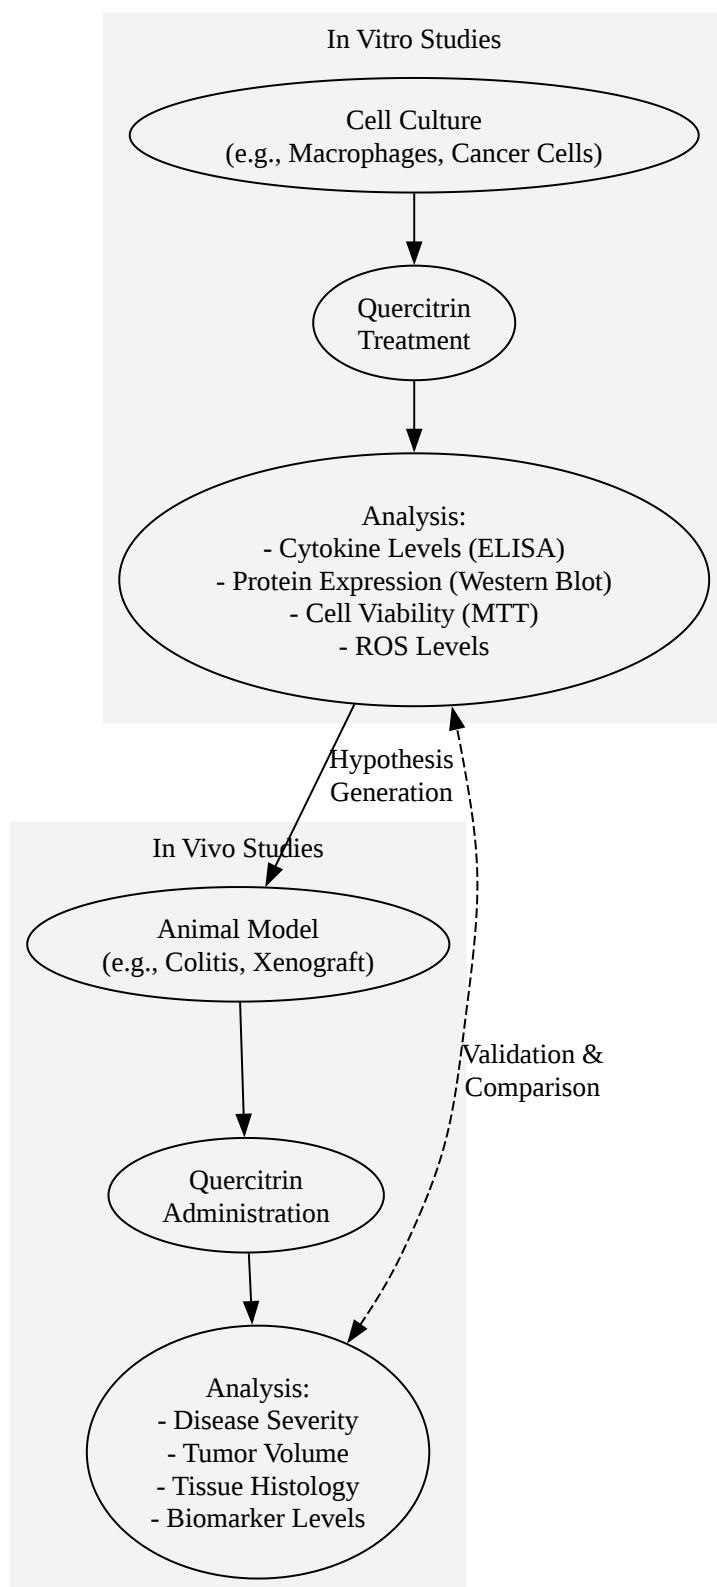 In Vitro Studies
Cell Culture
(e.g., Macrophages, Cancer Cells)
Quercitrin
Treatment
Analysis:
- Cytokine Levels (ELISA)
- Protein Expression (Western Blot)
- Cell Viability (MTT)
- ROS Levels
Hypothesis
Generation
In Vivo Studies
Animal Model
(e.g., Colitis, Xenograft)
Validation &
Comparison
Quercitrin
Administration
Analysis:
- Disease Severity
- Tumor Volume
- Tissue Histology
- Biomarker Levels